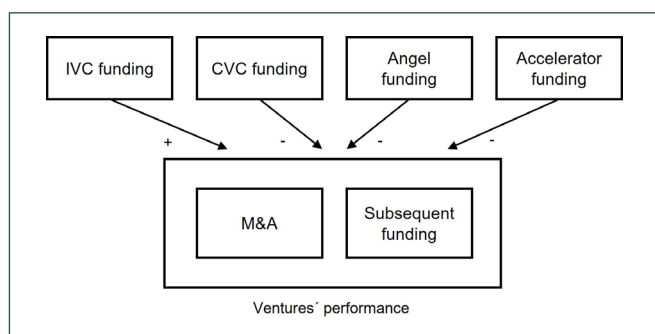 IVC funding
CVC funding
Angel
funding
Accelerator
funding
+
-
-
-
M&A
Subsequent
funding
Ventures´ performance